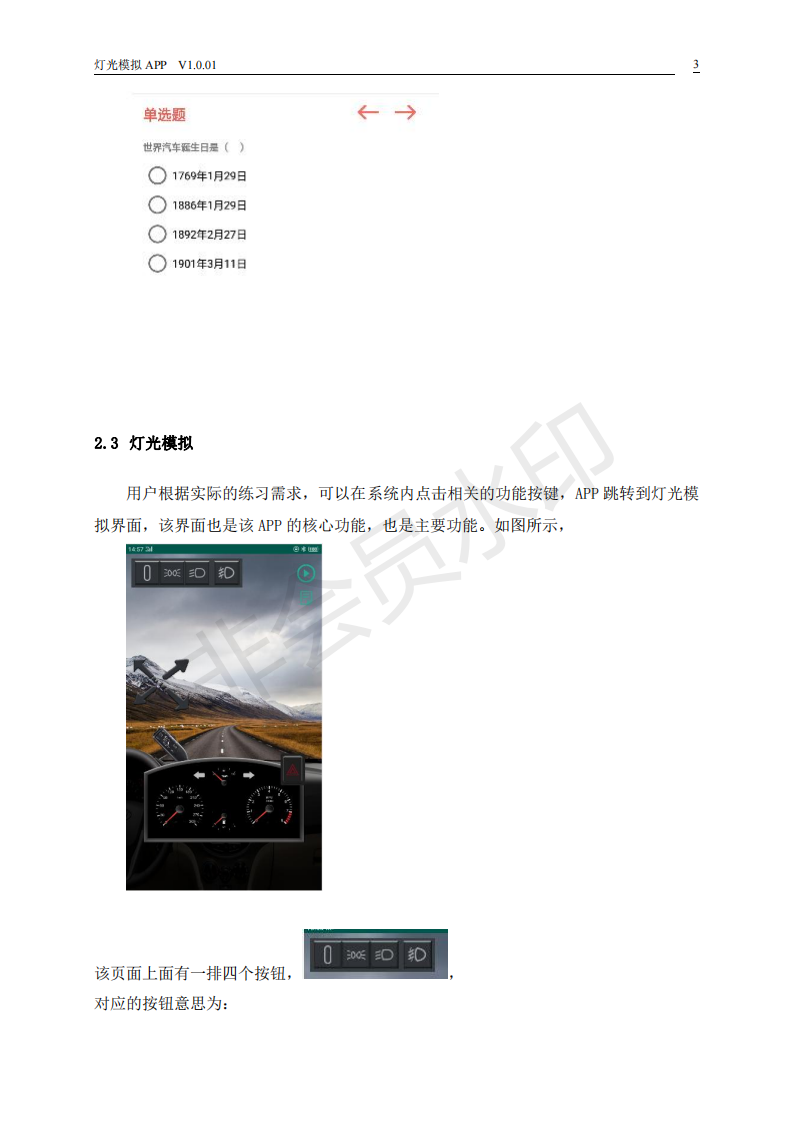 灯光模拟 APP V1.0.01 3
单选题
世界汽车诞生日是（ ）
1769年1月29日
1886年1月29日
1892年2月27日
1901年3月11日
2.3 灯光模拟
用户根据实际的练习需求，可以在系统内点击相关的功能按键，APP 跳转到灯光模
拟界面，该界面也是该 APP 的核心功能，也是主要功能。如图所示，
14:57
该页面上面有一排四个按钮，，
对应的按钮意思为：
非会员水印